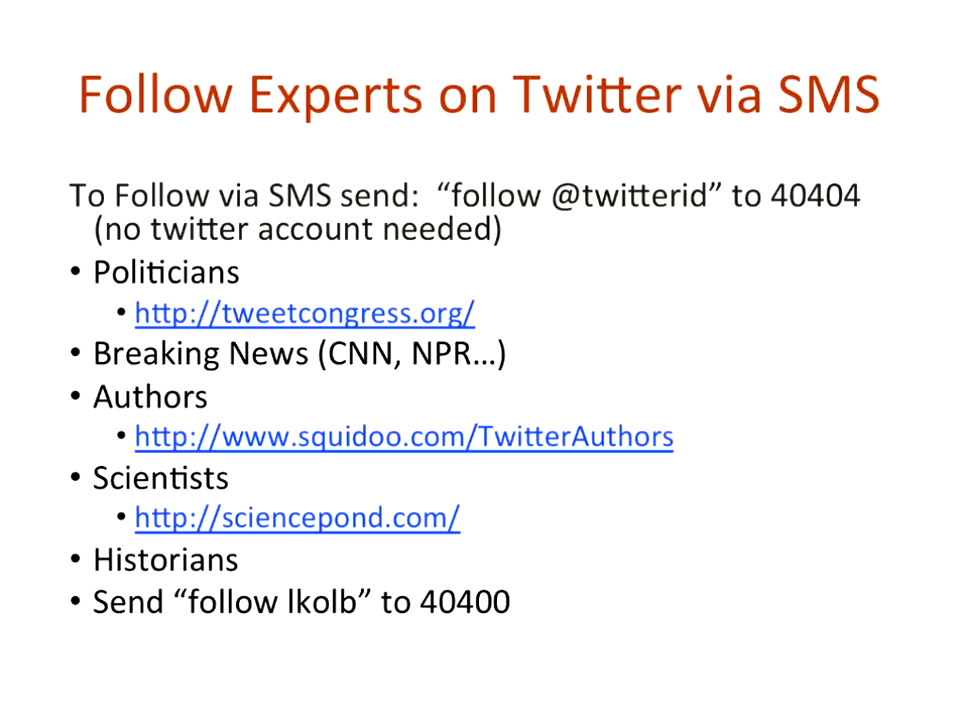 Follow Experts on Twitter via SMS
To Follow via SMS send: “follow @twitterid” to 40404
(no twitter account needed)
• Politicians
• http://tweetcongress.org/
• Breaking News (CNN, NPR…)
• Authors
• http://www.squidoo.com/TwitterAuthors
• Scientists
• http://sciencepond.com/
• Historians
• Send “follow lkolb” to 40400